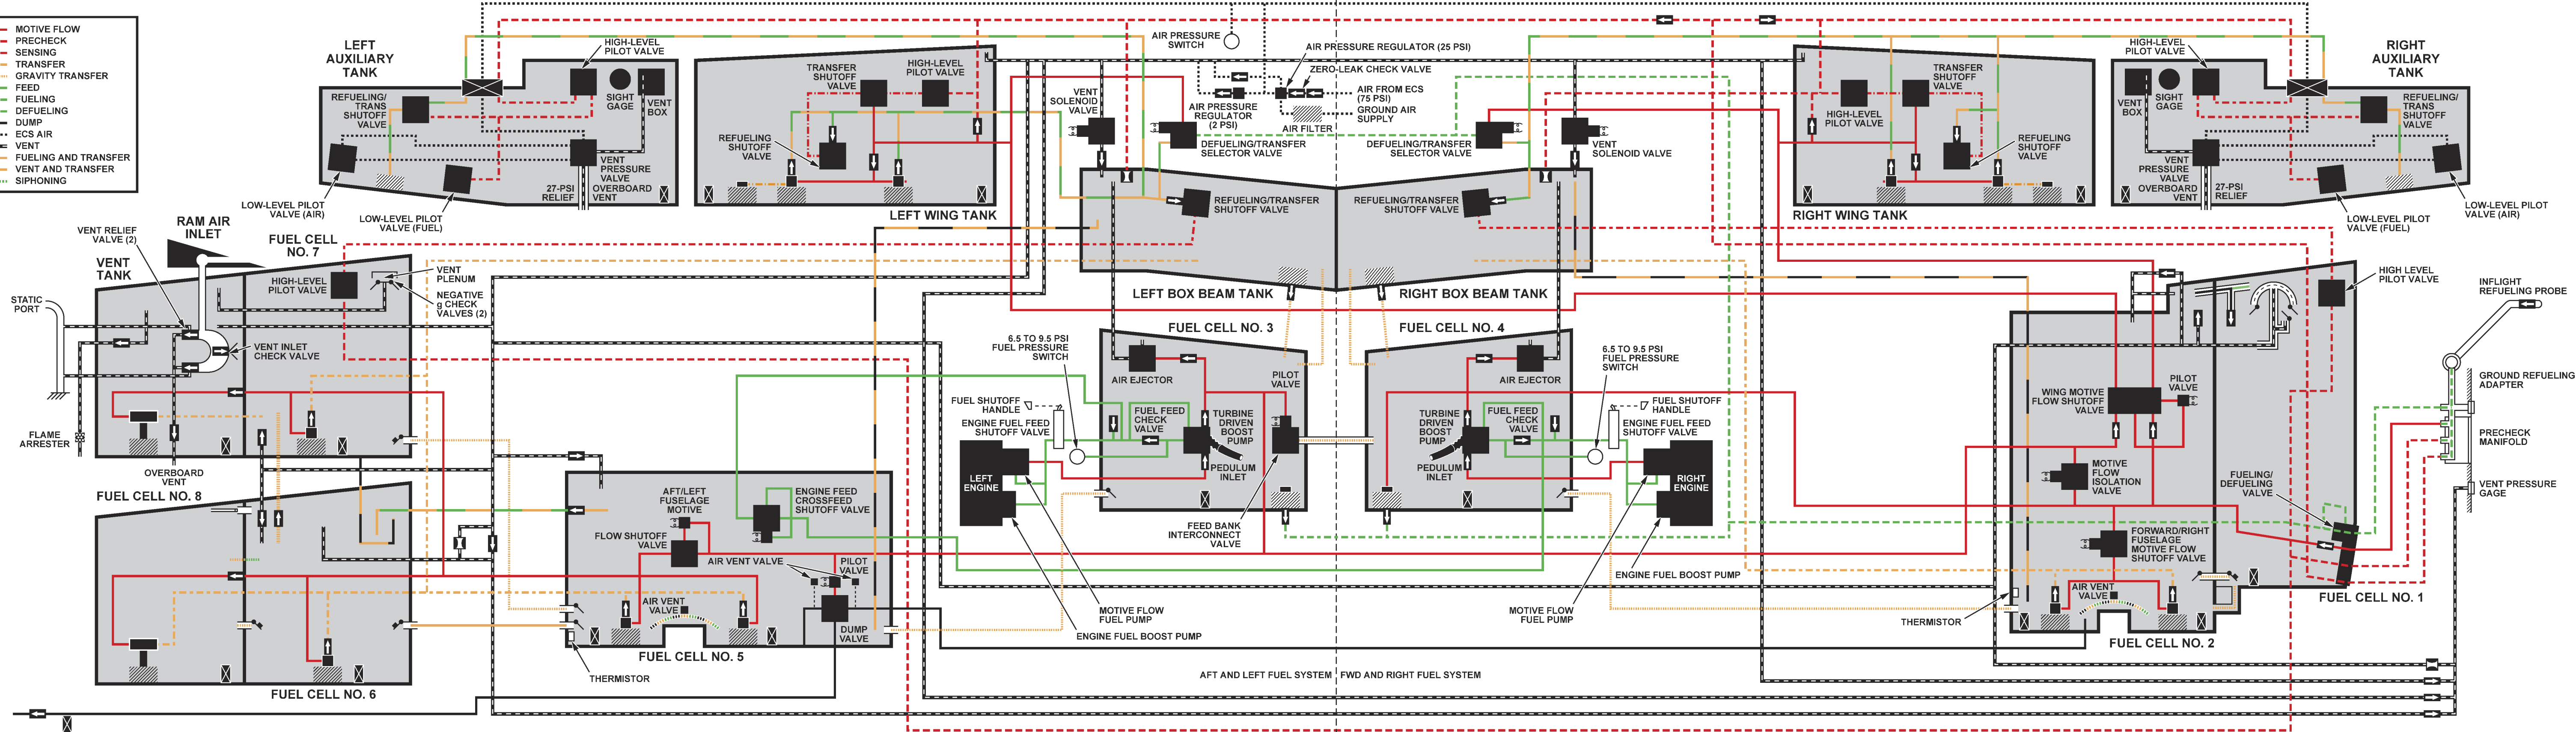 MOTIVE FLOW
PRECHECK
SENSING
TRANSFER
GRAVITY TRANSFER
FEED
FUELING
DEFUELING
DUMP
ECS AIR
VENT
FUELING AND TRANSFER
VENT AND TRANSFER
SIPHONING
LEFT
AUXILIARY
TANK
HIGH-LEVEL
PILOT VALVE
REFUELING/
TRANS
SHUTOFF
VALVE
SIGHT
GAGE
VENT
BOX
VENT
PRESSURE
VALVE
27-PSI
RELIEF
OVERBOARD
VENT
LOW-LEVEL PILOT
VALVE (AIR)
LOW-LEVEL PILOT
VALVE (FUEL)
TRANSFER
SHUTOFF
VALVE
HIGH-LEVEL
PILOT VALVE
REFUELING
SHUTOFF
VALVE
LEFT WING TANK
VENT
SOLENOID
VALVE
AIR PRESSURE
SWITCH
AIR PRESSURE REGULATOR (25 PSI)
ZERO-LEAK CHECK VALVE
AIR FROM ECS
(75 PSI)
GROUND AIR
SUPPLY
AIR PRESSURE
REGULATOR
(2 PSI)
AIR FILTER
DEFUELING/TRANSFER
SELECTOR VALVE
DEFUELING/TRANSFER
SELECTOR VALVE
VENT
SOLENOID VALVE
REFUELING/TRANSFER
SHUTOFF VALVE
REFUELING/TRANSFER
SHUTOFF VALVE
LEFT BOX BEAM TANK
RIGHT BOX BEAM TANK
HIGH-LEVEL
PILOT VALVE
TRANSFER
SHUTOFF
VALVE
REFUELING
SHUTOFF
VALVE
RIGHT WING TANK
HIGH-LEVEL
PILOT VALVE
RIGHT
AUXILIARY
TANK
VENT
BOX
SIGHT
GAGE
REFUELING/
TRANS
SHUTOFF
VALVE
VENT
PRESSURE
VALVE
OVERBOARD
VENT
27-PSI
RELIEF
LOW-LEVEL PILOT
VALVE (FUEL)
LOW-LEVEL PILOT
VALVE (AIR)
RAM AIR
INLET
VENT RELIEF
VALVE (2)
VENT
TANK
FUEL CELL
NO. 7
HIGH-LEVEL
PILOT VALVE
VENT
PLENUM
NEGATIVE
g CHECK
VALVES (2)
STATIC
PORT
VENT INLET
CHECK VALVE
FLAME
ARRESTER
OVERBOARD
VENT
FUEL CELL NO. 8
FUEL CELL NO. 6
AFT/LEFT
FUSELAGE
MOTIVE
FLOW SHUTOFF
VALVE
ENGINE FEED
CROSSFEED
SHUTOFF VALVE
AIR VENT VALVE
PILOT
VALVE
AIR VENT
VALVE
DUMP
VALVE
FUEL CELL NO. 5
THERMISTOR
FUEL CELL NO. 3
6.5 TO 9.5 PSI
FUEL PRESSURE
SWITCH
AIR EJECTOR
PILOT
VALVE
FUEL SHUTOFF
HANDLE
ENGINE FUEL FEED
SHUTOFF VALVE
FUEL FEED
CHECK
VALVE
TURBINE
DRIVEN
BOOST
PUMP
PEDULUM
INLET
LEFT
ENGINE
FEED BANK
INTERCONNECT
VALVE
MOTIVE FLOW
FUEL PUMP
ENGINE FUEL BOOST PUMP
FUEL CELL NO. 4
AIR EJECTOR
6.5 TO 9.5 PSI
FUEL PRESSURE
SWITCH
TURBINE
DRIVEN
BOOST
PUMP
FUEL FEED
CHECK
VALVE
FUEL SHUTOFF
HANDLE
ENGINE FUEL FEED
SHUTOFF VALVE
PEDULUM
INLET
RIGHT
ENGINE
ENGINE FUEL BOOST PUMP
MOTIVE FLOW
FUEL PUMP
AFT AND LEFT FUEL SYSTEM
FWD AND RIGHT FUEL SYSTEM
HIGH LEVEL
PILOT VALVE
INFLIGHT
REFUELING PROBE
WING MOTIVE
FLOW SHUTOFF
VALVE
PILOT
VALVE
GROUND REFUELING
ADAPTER
PRECHECK
MANIFOLD
MOTIVE
FLOW
ISOLATION
VALVE
FUELING/
DEFUELING
VALVE
VENT PRESSURE
GAGE
FORWARD/RIGHT
FUSELAGE
MOTIVE FLOW
SHUTOFF VALVE
AIR VENT
VALVE
THERMISTOR
FUEL CELL NO. 1
FUEL CELL NO. 2